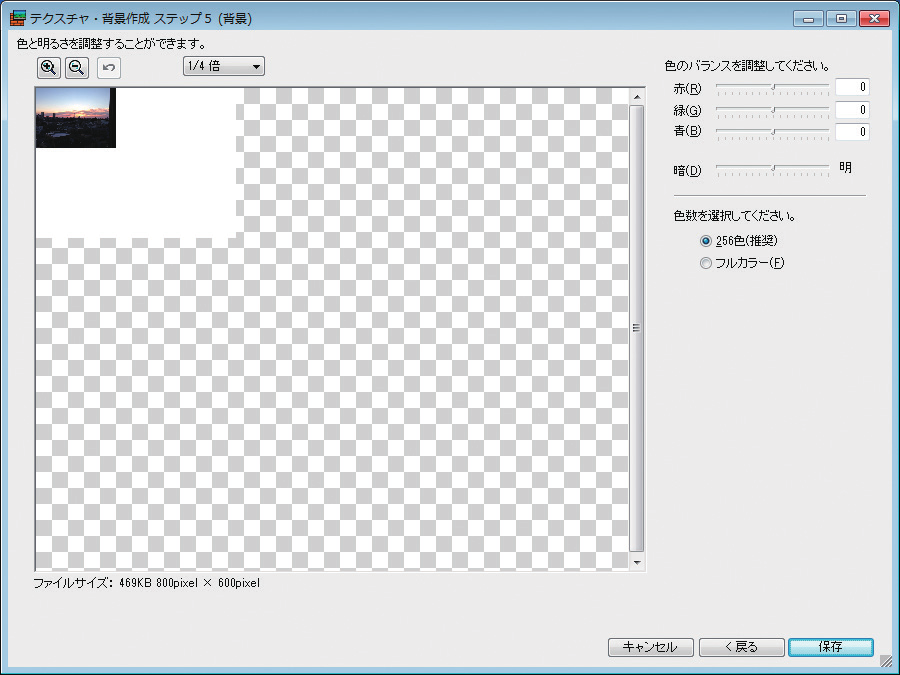 テクスチャ・背景作成 ステップ5 (背景)
色と明るさを調整することができます。
1/4 倍
色のバランスを調整してください。
赤(R) 0
緑(G) 0
青(B) 0
暗(D) 明
色数を選択してください。
256色(推奨)
フルカラー(F)
ファイルサイズ: 469KB 800pixel × 600pixel
キャンセル
< 戻る
保存